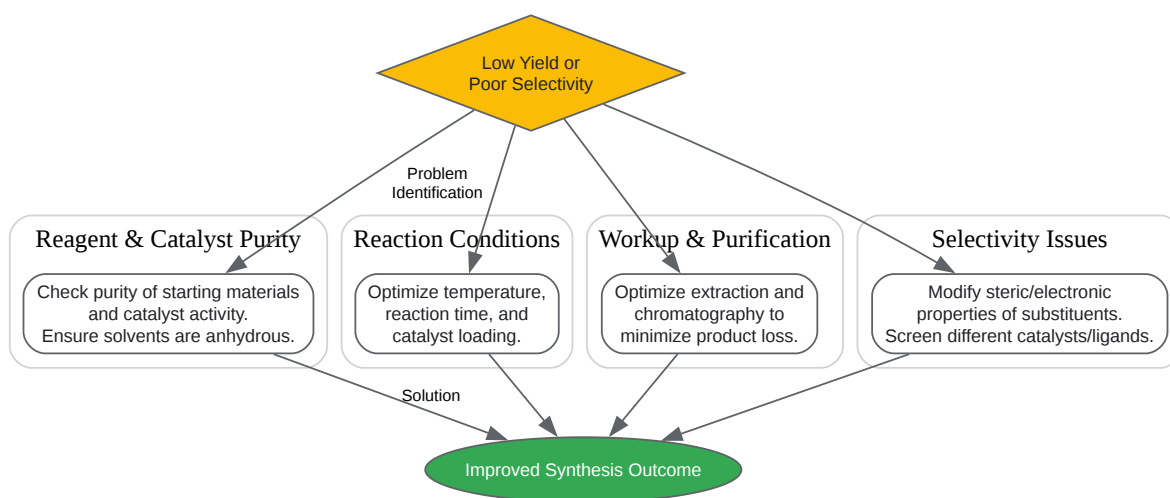 Low Yield or
Poor Selectivity
Problem
Identification
Reagent & Catalyst Purity
Check purity of starting materials
and catalyst activity.
Ensure solvents are anhydrous.
Reaction Conditions
Optimize temperature,
reaction time, and
catalyst loading.
Workup & Purification
Optimize extraction and
chromatography to
minimize product loss.
Selectivity Issues
Modify steric/electronic
properties of substituents.
Screen different catalysts/ligands.
Solution
Improved Synthesis Outcome